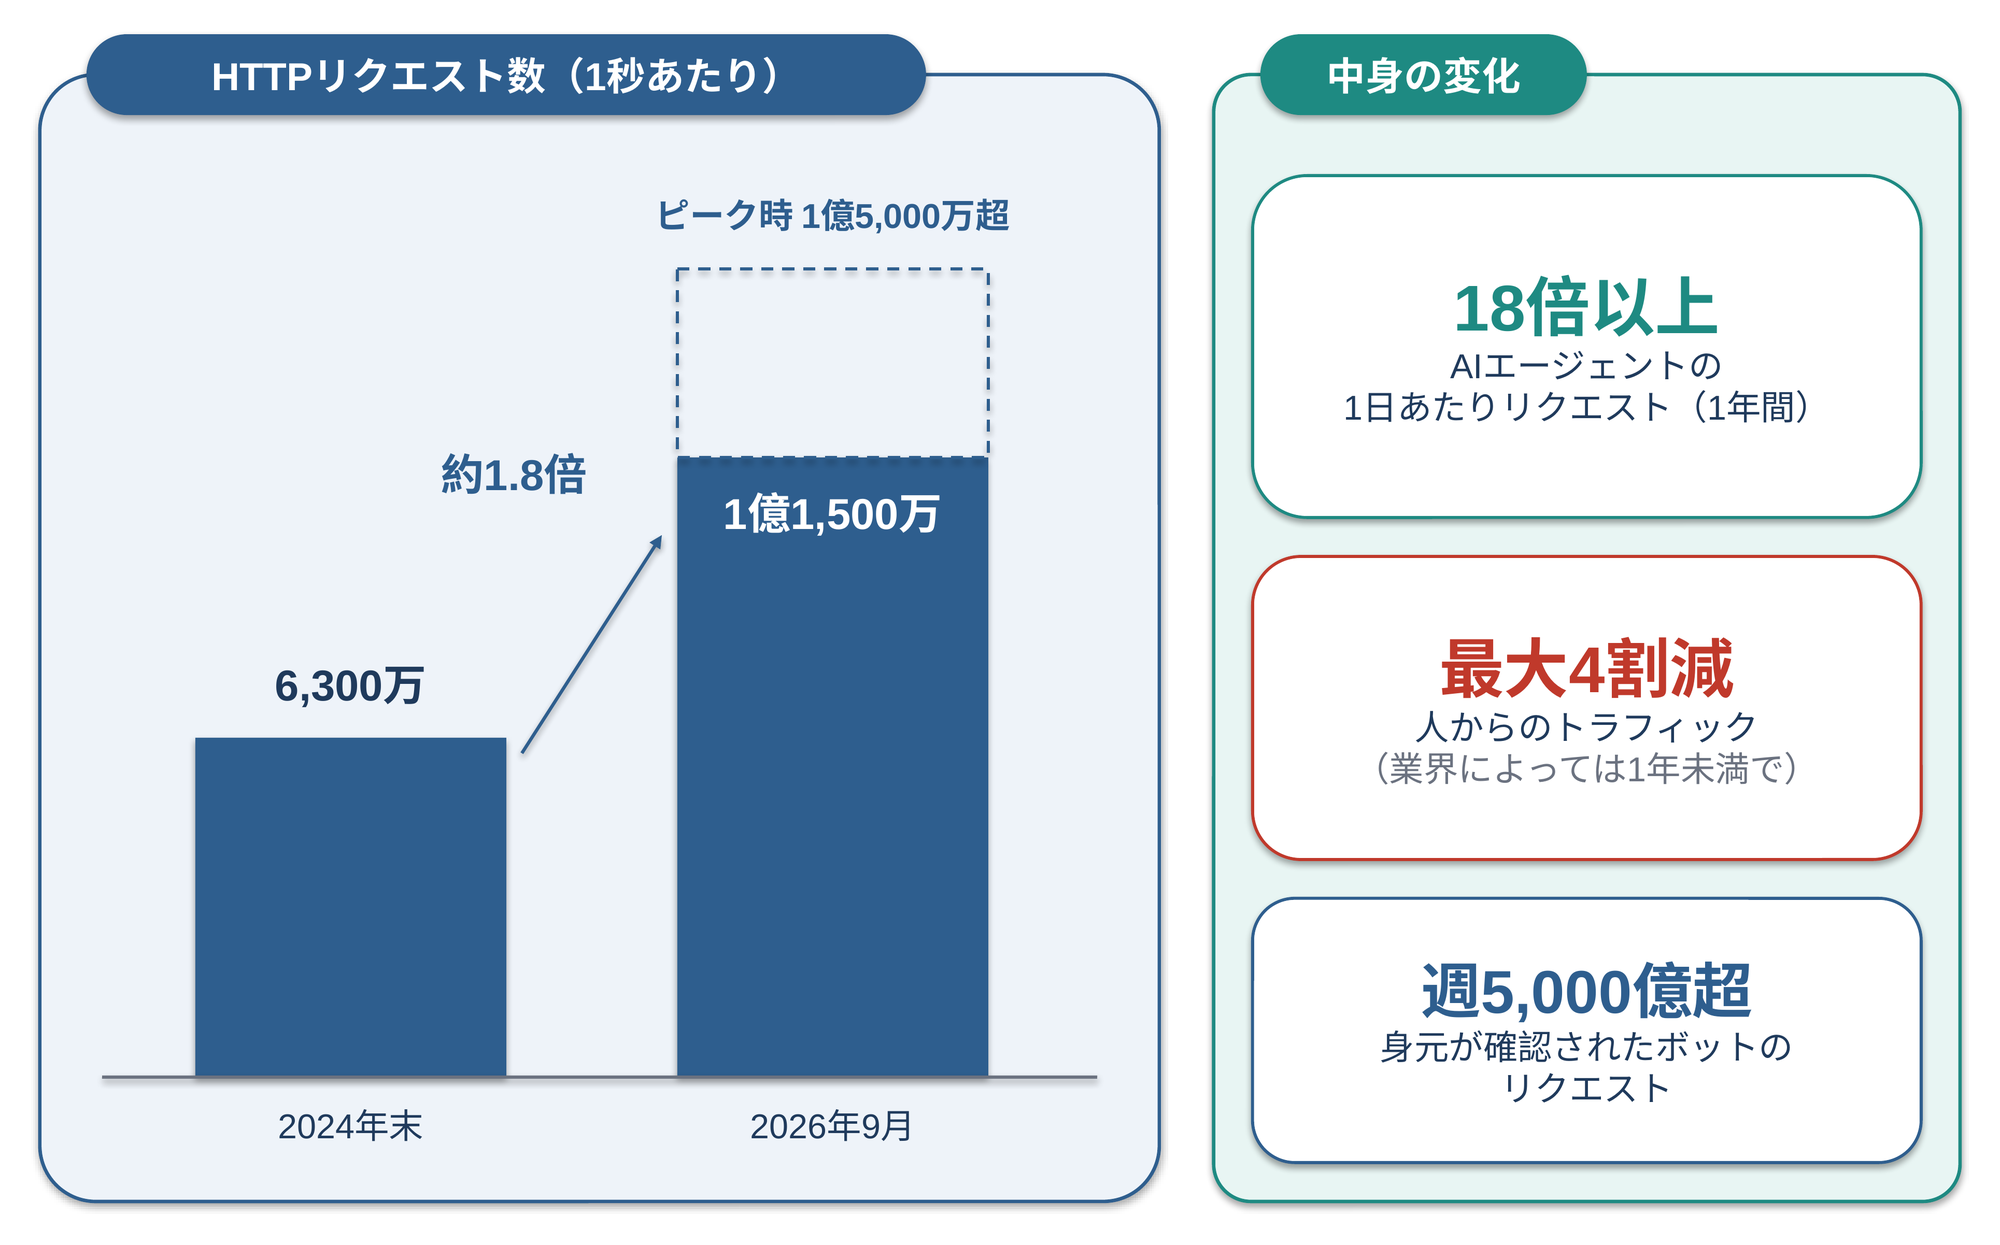 HTTPリクエスト数（1秒あたり）
ピーク時 1億5,000万超
約1.8倍
1億1,500万
6,300万
2024年末
2026年9月
中身の変化
18倍以上
AIエージェントの
1日あたりリクエスト（1年間）
最大4割減
人からのトラフィック
（業界によっては1年未満で）
週5,000億超
身元が確認されたボットの
リクエスト